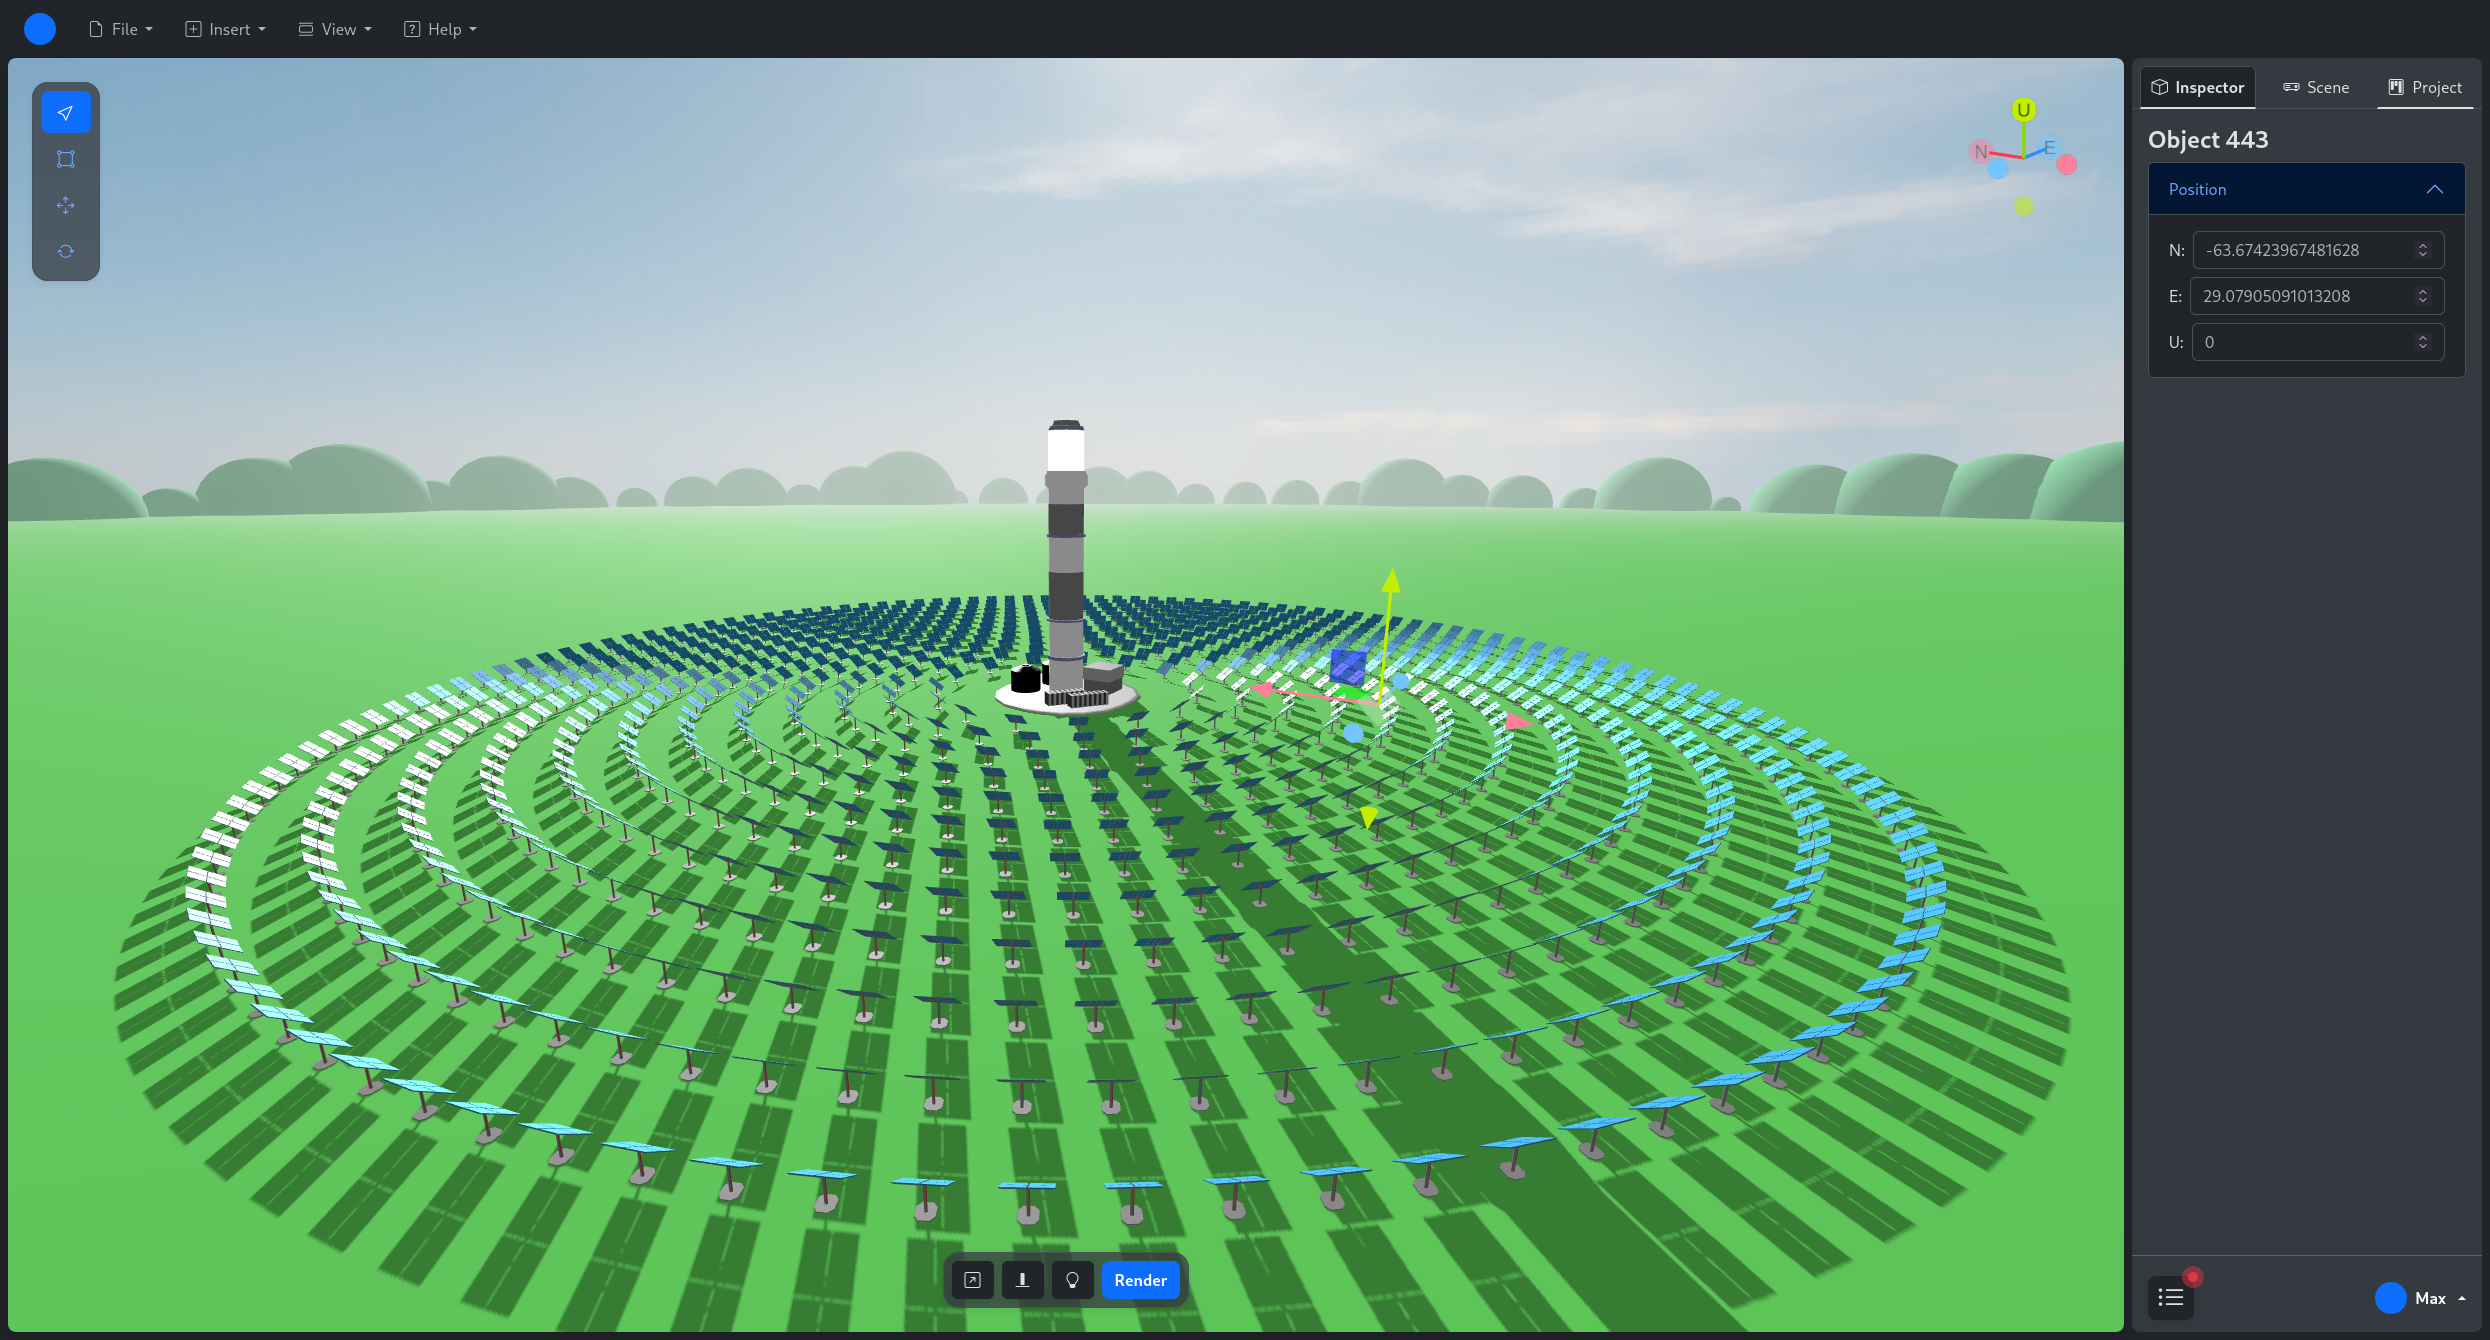 File
Insert
View
Help
Inspector
Scene
Project
U
N
E
Object 443
Position
N: -63.67423967481628
E: 29.07905091013208
U: 0
Render
Max